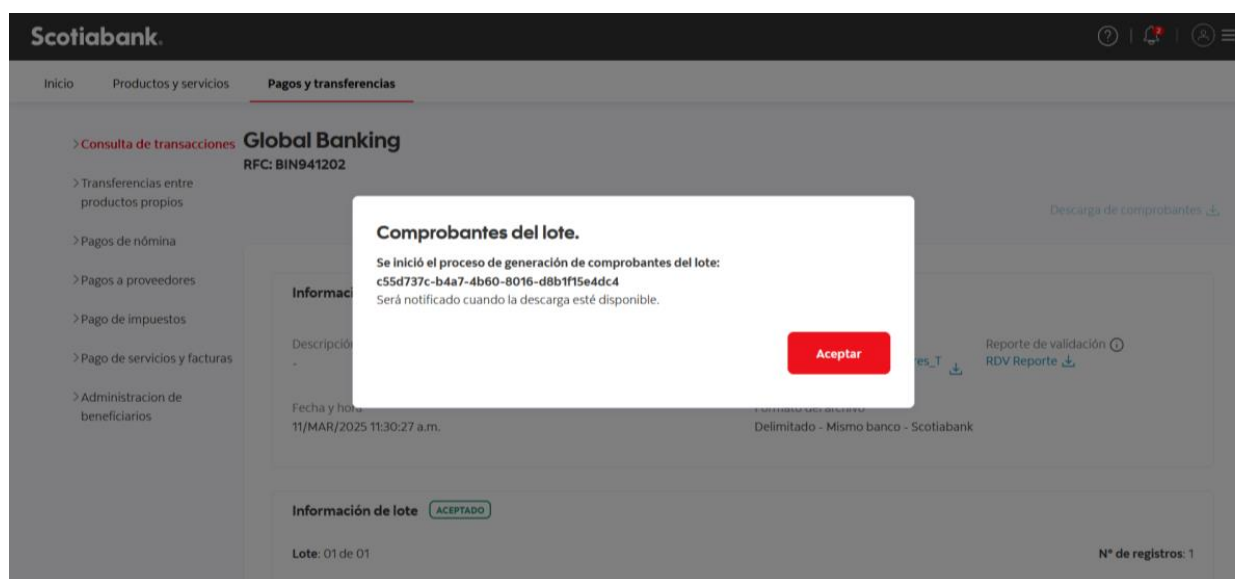 Scotiabank.
2
Inicio Productos y servicios Pagos y transferencias
Consulta de transacciones
Transferencias entre
productos propios
Pagos de nómina
Pagos a proveedores
Pago de impuestos
Pago de servicios y facturas
Administracion de
beneficiarios
Global Banking
RFC: BIN941202
Descarga de comprobantes
Comprobantes del lote.
Se inició el proceso de generación de comprobantes del lote:
c55d737c-b4a7-4b60-8016-d8b1f15e4dc4
Será notificado cuando la descarga esté disponible.
Aceptar
Reporte de validación
RDV Reporte
Fecha y hora
11/MAR/2025 11:30:27 a.m.
Formato del archivo
Delimitado - Mismo banco - Scotiabank
Información de lote ACEPTADO
Lote: 01 de 01 N° de registros: 1